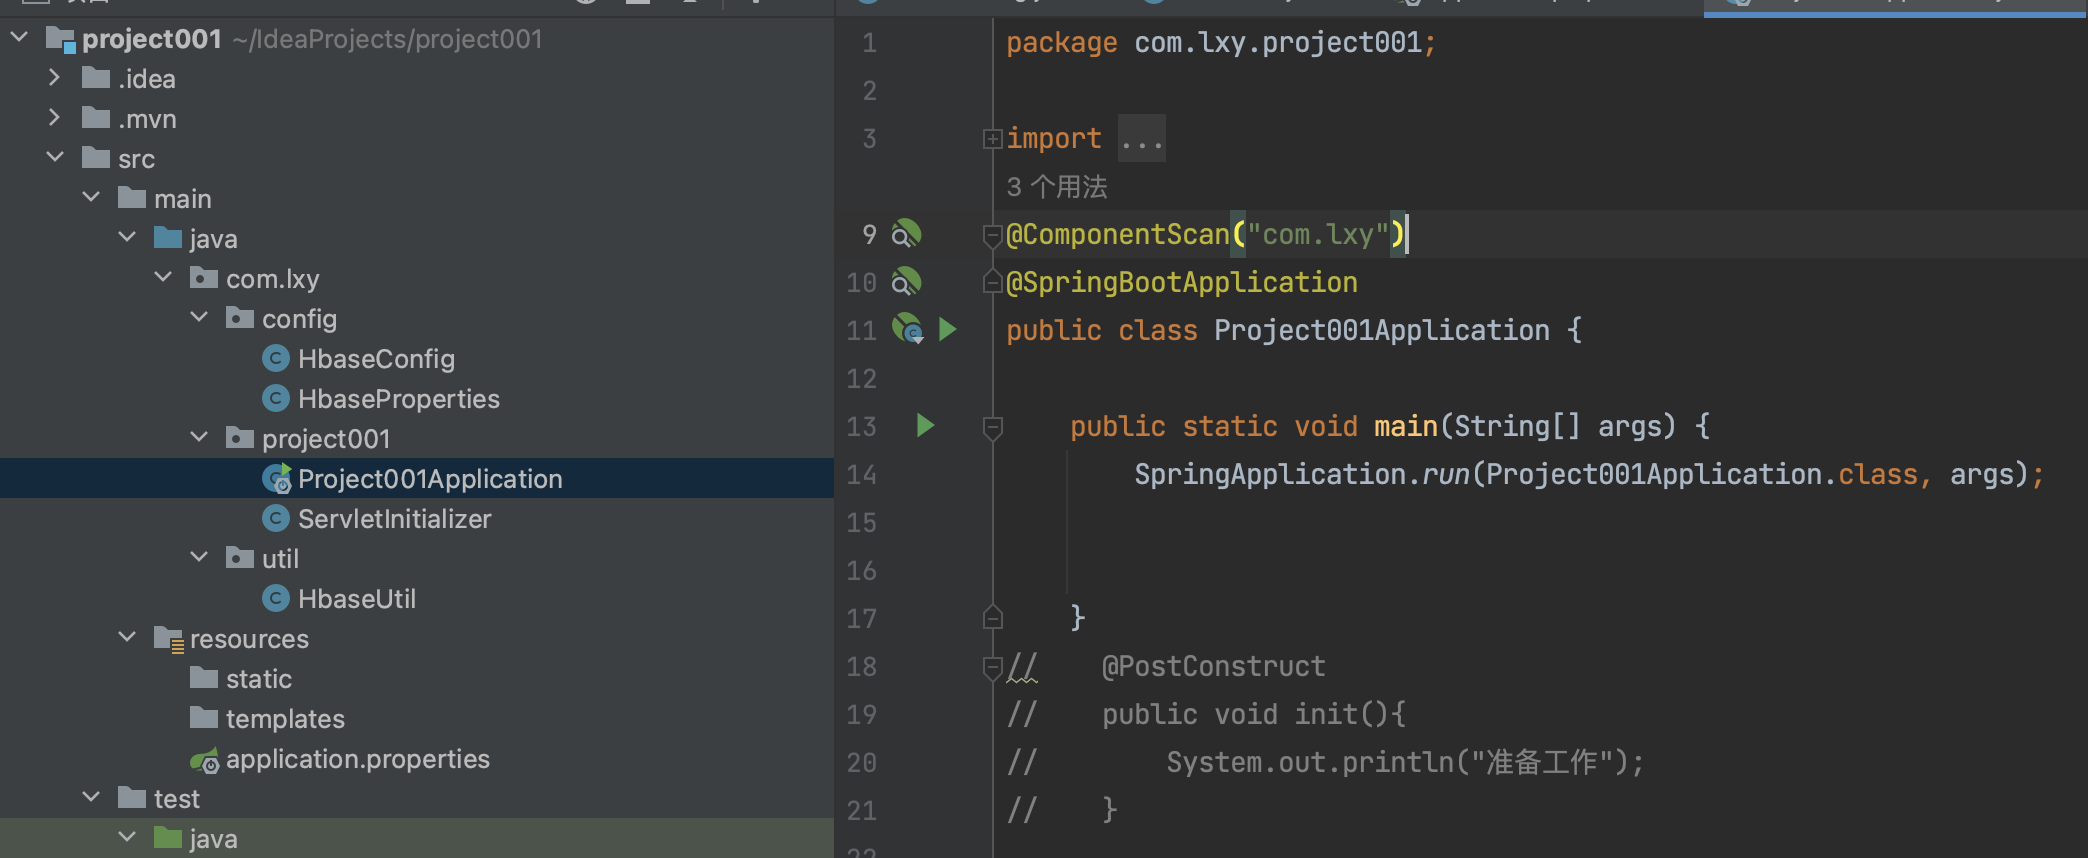 project001 ~/IdeaProjects/project001
.idea
.mvn
src
main
java
com.lxy
config
HbaseConfig
HbaseProperties
project001
Project001Application
ServletInitializer
util
HbaseUtil
resources
static
templates
application.properties
test
java
1 package com.lxy.project001;
2
3 import ...
3 个用法
9 @ComponentScan("com.lxy")
10 @SpringBootApplication
11 public class Project001Application {
12
13 public static void main(String[] args) {
14 SpringApplication.run(Project001Application.class, args);
15
16
17 }
18 // @PostConstruct
19 // public void init(){
20 // System.out.println("准备工作");
21 // }